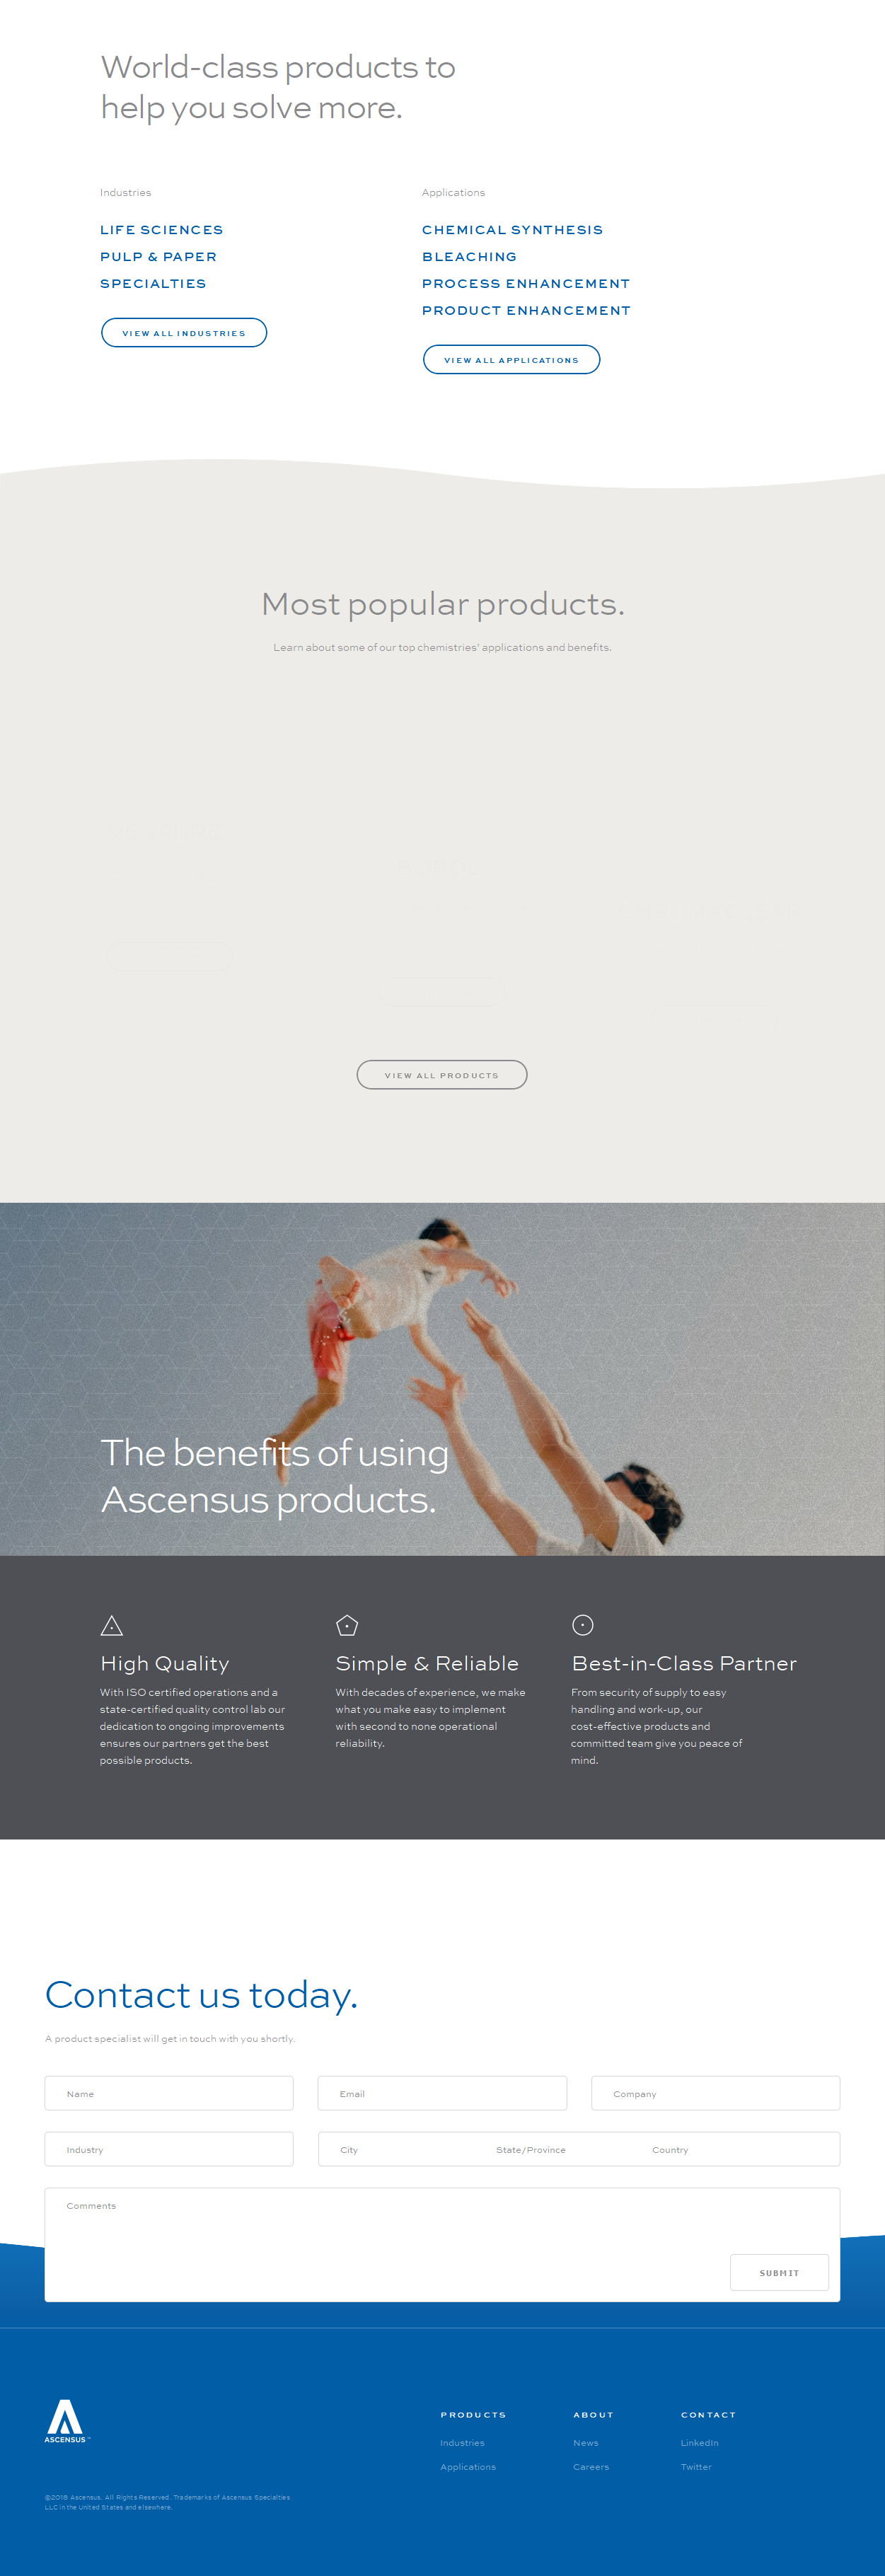 World-class products to
help you solve more.
Industries
LIFE SCIENCES
PULP & PAPER
SPECIALTIES
VIEW ALL INDUSTRIES
Applications
CHEMICAL SYNTHESIS
BLEACHING
PROCESS ENHANCEMENT
PRODUCT ENHANCEMENT
VIEW ALL APPLICATIONS
Most popular products.
Learn about some of our top chemistries' applications and benefits.
VIEW ALL PRODUCTS
The benefits of using
Ascensus products.
High Quality
With ISO certified operations and a
state-certified quality control lab our
dedication to ongoing improvements
ensures our partners get the best
possible products.
Simple & Reliable
With decades of experience, we make
what you make easy to implement
with second to none operational
reliability.
Best-in-Class Partner
From security of supply to easy
handling and work-up, our
cost-effective products and
committed team give you peace of
mind.
Contact us today.
A product specialist will get in touch with you shortly.
Name
Email
Company
Industry
City
State/Province
Country
Comments
SUBMIT
ASCENSUS™
PRODUCTS
Industries
Applications
ABOUT
News
Careers
CONTACT
LinkedIn
Twitter
©2018 Ascensus. All Rights Reserved. Trademarks of Ascensus Specialties
LLC in the United States and elsewhere.